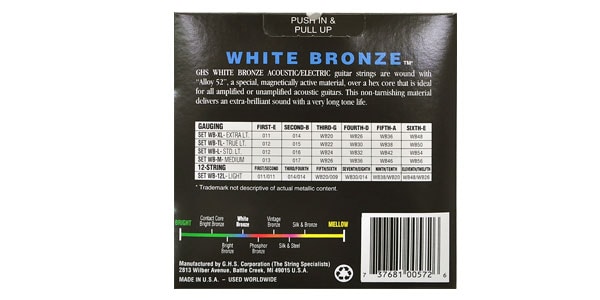 PUSH IN &
PULL UP
WHITE BRONZE™
GHS WHITE BRONZE ACOUSTIC/ELECTRIC guitar strings are wound with
"Alloy 52", a special, magnetically active material, over a hex core that is ideal
for all amplified or unamplified acoustic guitars. This non-tarnishing material
delivers an extra-brilliant sound with a very long tone life.
GAUGING FIRST-E SECOND-B THIRD-G FOURTH-D FIFTH-A SIXTH-E
SET WB-XL- EXTRA LT. 011 014 WB20 WB26 WB36 WB48
SET WB-TL- TRUE LT. 012 015 WB22 WB30 WB38 WB50
SET WB-L- STD. LT. 012 016 WB24 WB32 WB42 WB54
SET WB-M- MEDIUM 013 017 WB26 WB36 WB46 WB56
12-STRING FIRST/SECOND THIRD/FOURTH FIFTH/SIXTH SEVENTH/EIGHTH NINTH/TENTH ELEVENTH/TWELFTH
SET WB-12L- LIGHT 011/011 014/014 WB20/009 WB30/014 WB38/WB20 WB48/WB26
* Trademark not descriptive of actual metallic content.
Contact Core
Bright Bronze
White
Bronze
Vintage
Bronze
Silk & Bronze
BRIGHT
MELLOW
Bright
Bronze
Phosphor
Bronze
Silk & Steel
Manufactured by G.H.S. Corporation (The String Specialists)
2813 Wilber Avenue, Battle Creek, MI 49015 U.S.A.
MADE IN U.S.A. - USED WORLDWIDE
7 37681 00572 6